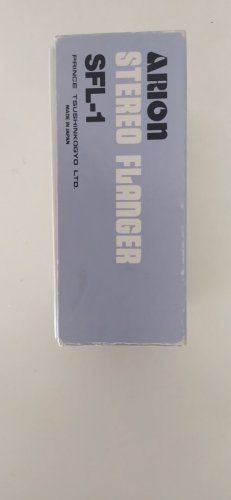 ARION
STEREO FLANGER
SFL-1
PRINCE TSUSHINKOGYO LTD.
MADE IN JAPAN